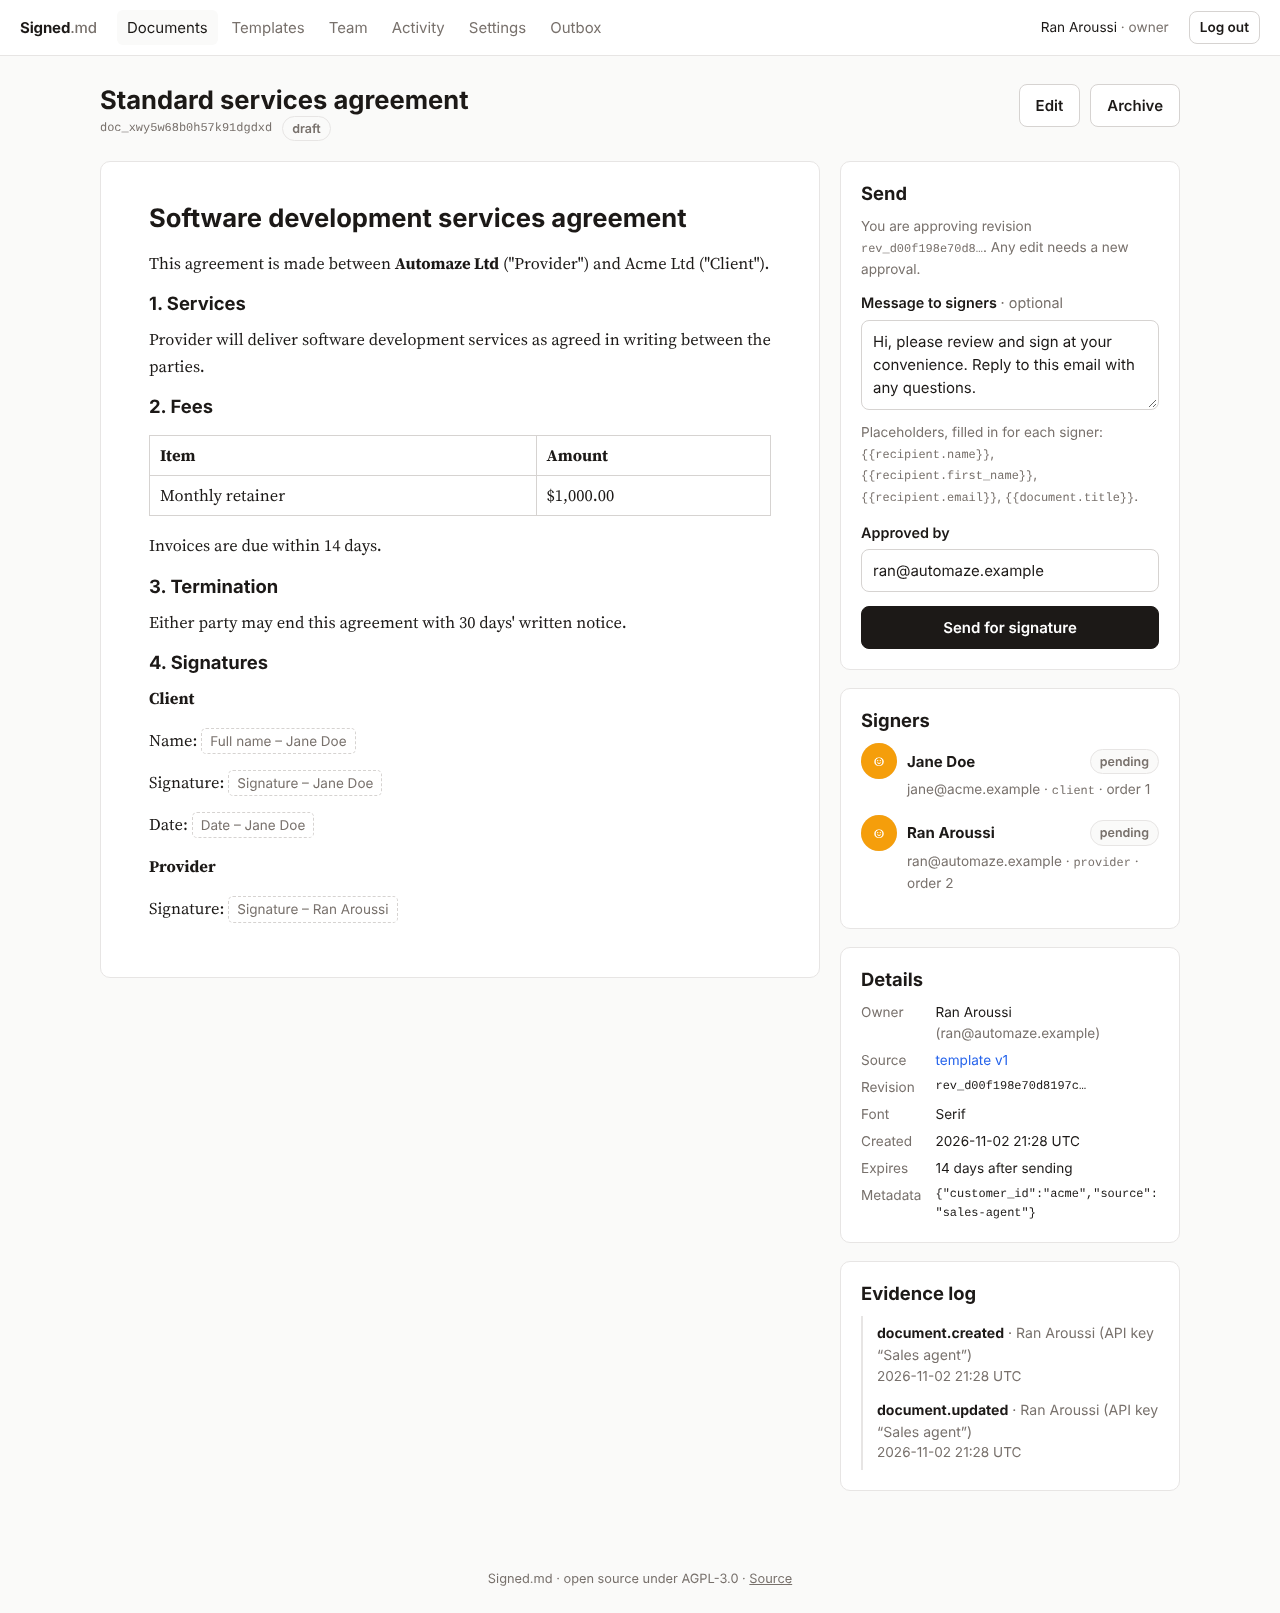 Signed.md
Documents
Templates
Team
Activity
Settings
Outbox
Ran Aroussi · owner
Log out
Standard services agreement
doc_xwy5w68b0h57k91dgdxd
draft
Edit
Archive
Software development services agreement
This agreement is made between Automaze Ltd ("Provider") and Acme Ltd ("Client").
1. Services
Provider will deliver software development services as agreed in writing between the
parties.
2. Fees
Item Amount
Monthly retainer $1,000.00
Invoices are due within 14 days.
3. Termination
Either party may end this agreement with 30 days' written notice.
4. Signatures
Client
Name: Full name – Jane Doe
Signature: Signature – Jane Doe
Date: Date – Jane Doe
Provider
Signature: Signature – Ran Aroussi
Send
You are approving revision
rev_d00f198e70d8…. Any edit needs a new
approval.
Message to signers · optional
Hi, please review and sign at your
convenience. Reply to this email with
any questions.
Placeholders, filled in for each signer:
{{recipient.name}},
{{recipient.first_name}},
{{recipient.email}}, {{document.title}}.
Approved by
ran@automaze.example
Send for signature
Signers
Jane Doe pending
jane@acme.example · client · order 1
Ran Aroussi pending
ran@automaze.example · provider ·
order 2
Details
Owner Ran Aroussi
(ran@automaze.example)
Source template v1
Revision rev_d00f198e70d8197c…
Font Serif
Created 2026-11-02 21:28 UTC
Expires 14 days after sending
Metadata {"customer_id":"acme","source":
"sales-agent"}
Evidence log
document.created · Ran Aroussi (API key
“Sales agent”)
2026-11-02 21:28 UTC
document.updated · Ran Aroussi (API key
“Sales agent”)
2026-11-02 21:28 UTC
Signed.md · open source under AGPL-3.0 · Source